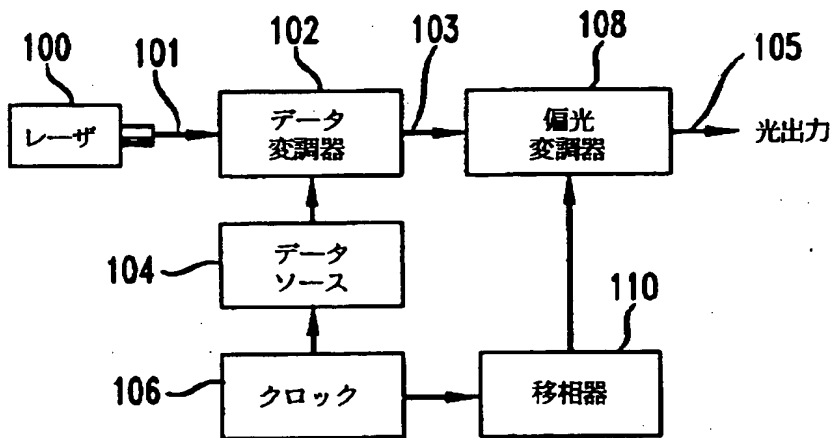 100
101
102
103
108
105
レーザ
データ
変調器
偏光
変調器
光出力
104
データ
ソース
110
106
クロック
移相器